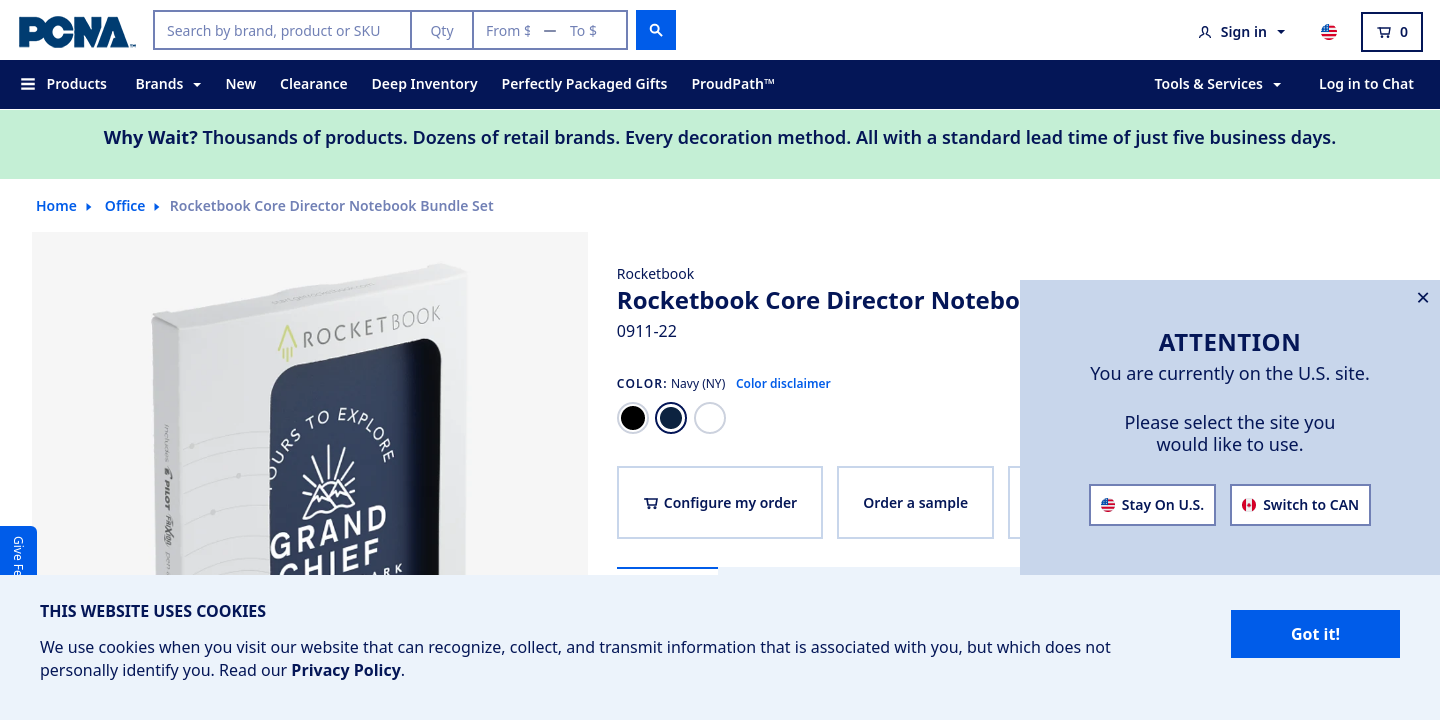 PCNA™
Search by brand, product or SKU
Qty
From $ — To $
Sign in
0
Products
Brands
New
Clearance
Deep Inventory
Perfectly Packaged Gifts
ProudPath™
Tools & Services
Log in to Chat
Why Wait? Thousands of products. Dozens of retail brands. Every decoration method. All with a standard lead time of just five business days.
Home
Office
Rocketbook Core Director Notebook Bundle Set
ROCKETBOOK
includes
PILOT
YOURS TO EXPLORE
GRAND
CHIEF
Rocketbook
Rocketbook Core Director Notebo
0911-22
COLOR: Navy (NY) Color disclaimer
Configure my order
Order a sample
×
ATTENTION
You are currently on the U.S. site.
Please select the site you
would like to use.
Stay On U.S.
Switch to CAN
Give Fe
THIS WEBSITE USES COOKIES
We use cookies when you visit our website that can recognize, collect, and transmit information that is associated with you, but which does not
personally identify you. Read our Privacy Policy.
Got it!